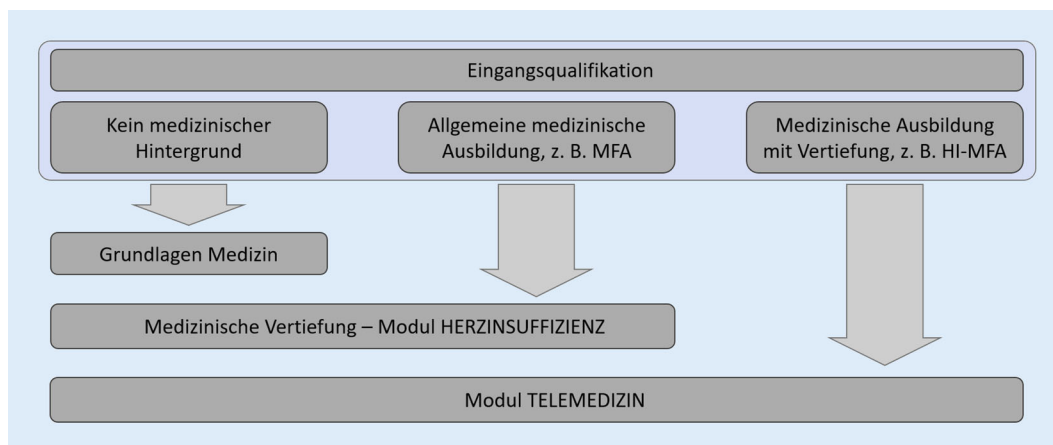 Eingangsqualifikation
Kein medizinischer
Hintergrund
Allgemeine medizinische
Ausbildung, z. B. MFA
Medizinische Ausbildung
mit Vertiefung, z. B. HI-MFA
Grundlagen Medizin
Medizinische Vertiefung – Modul HERZINSUFFIZIENZ
Modul TELEMEDIZIN